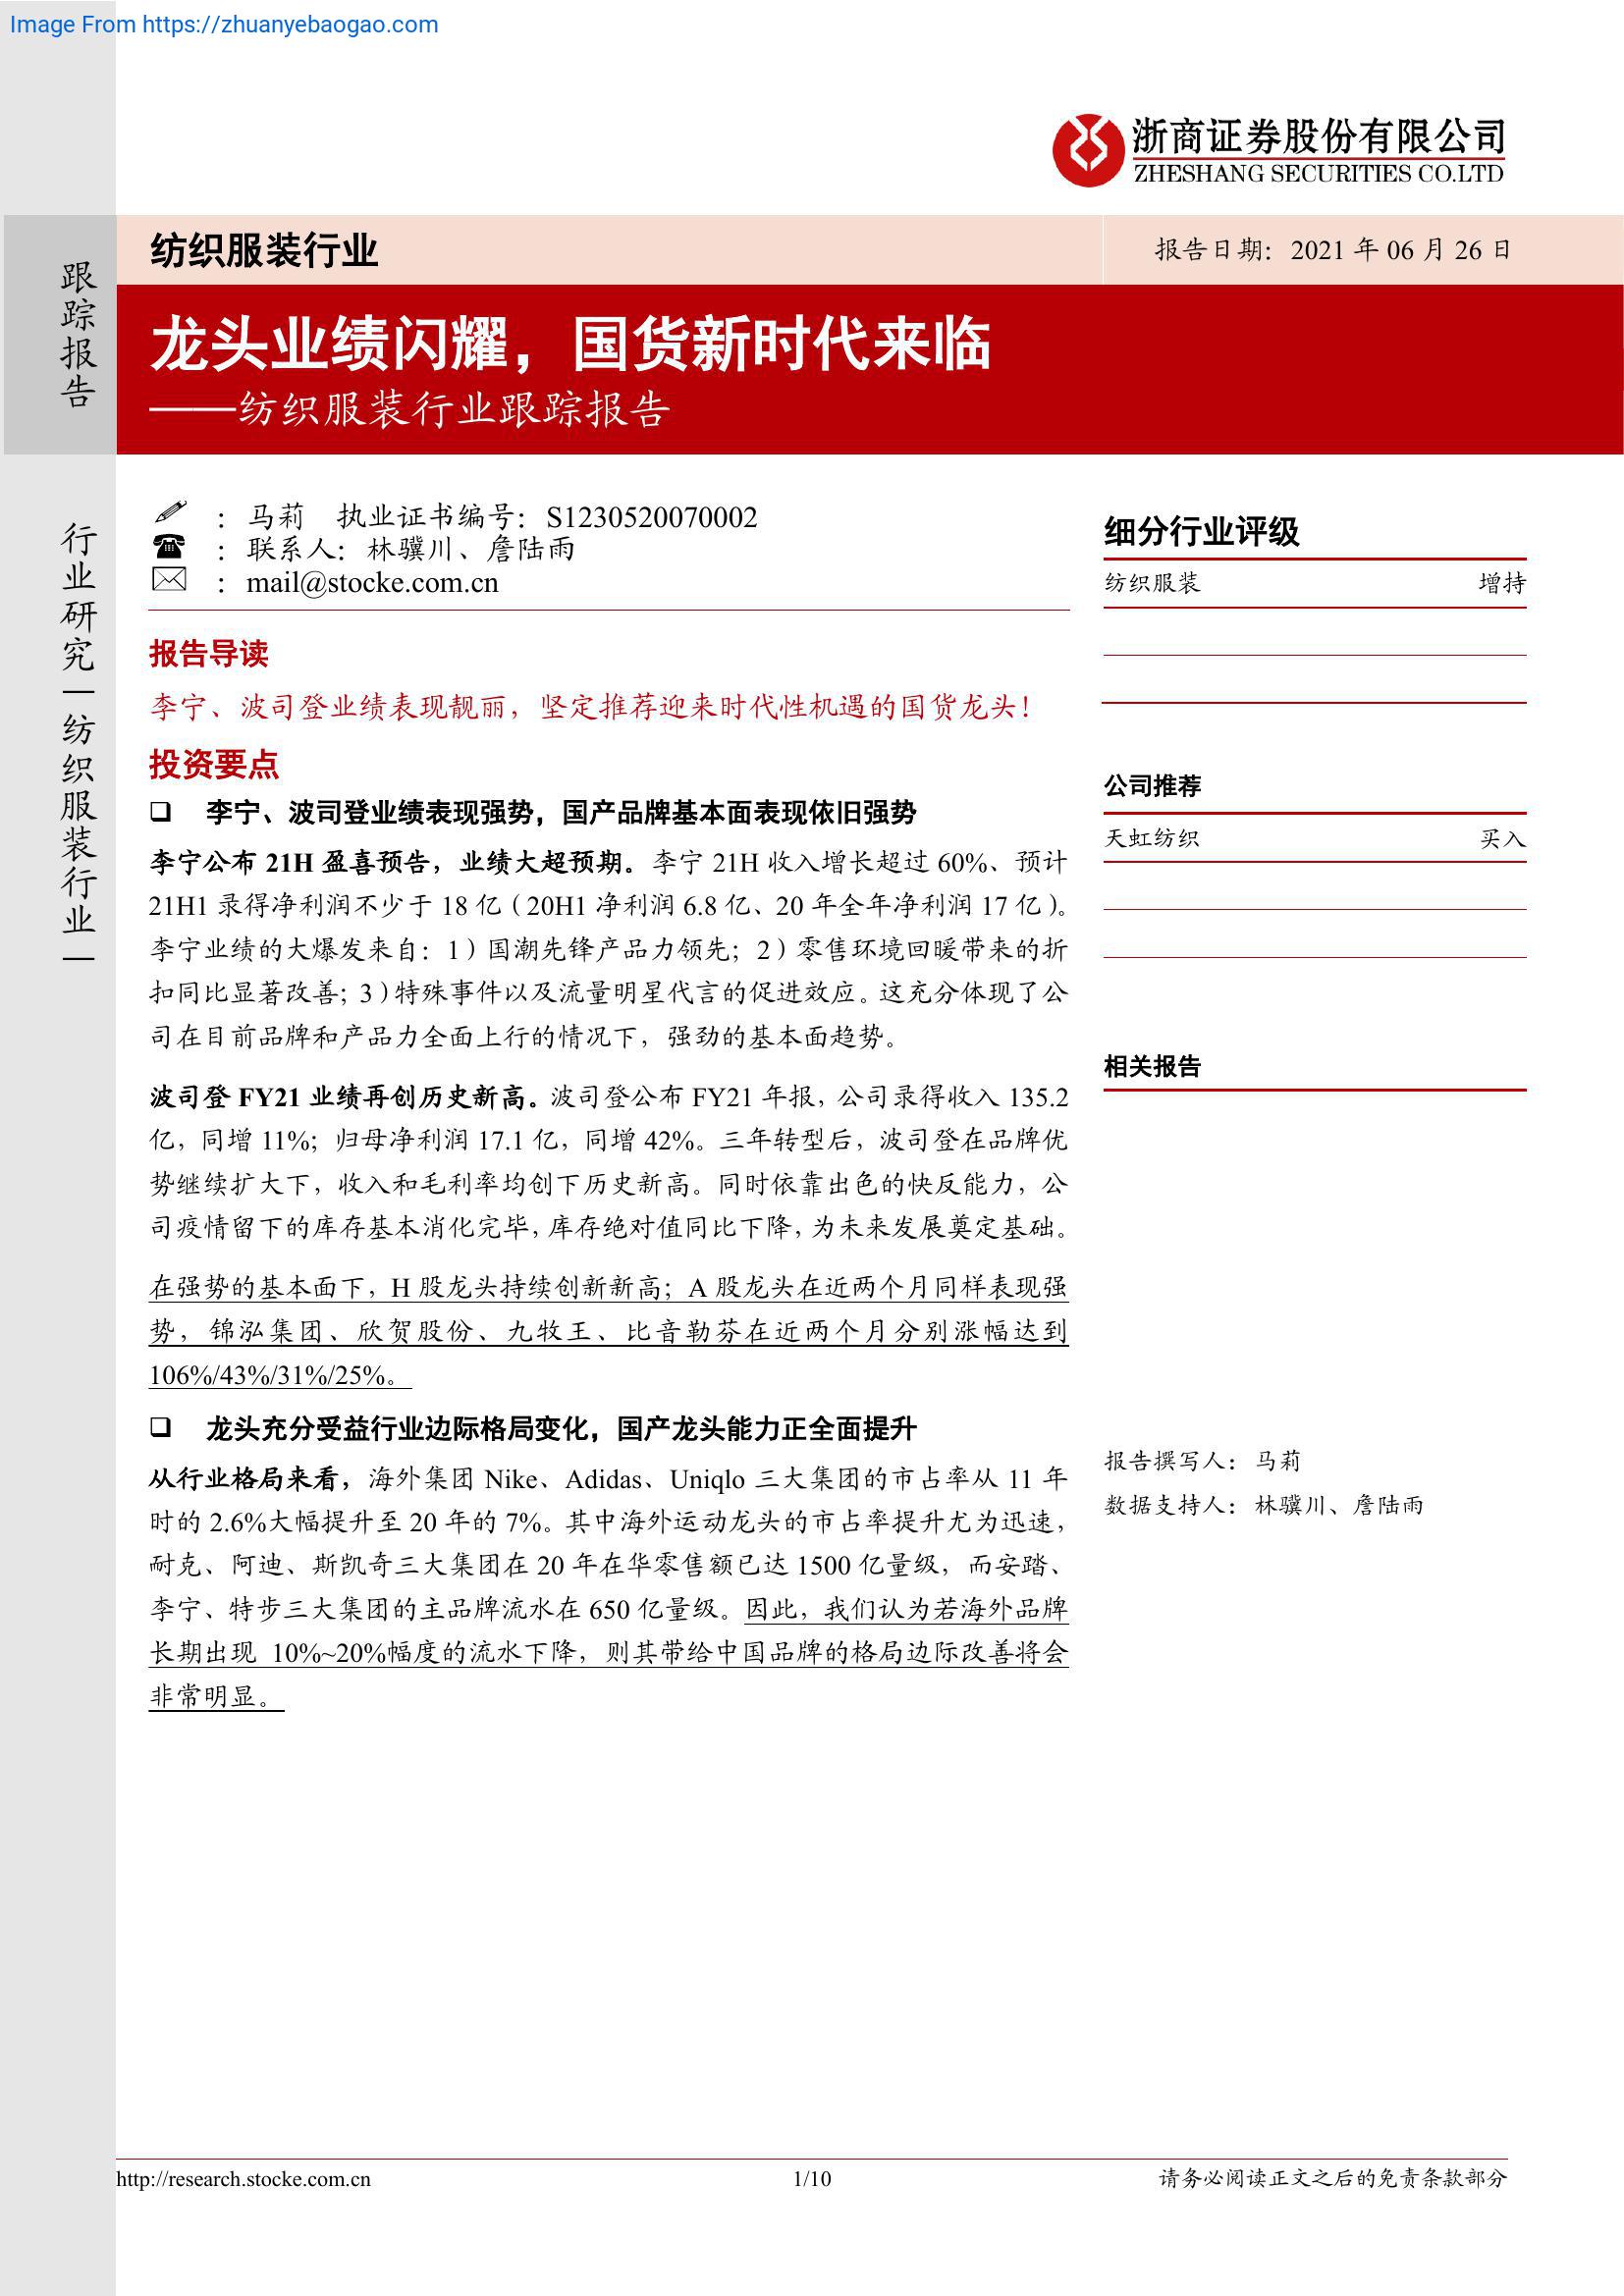 Image From https://zhuanyebaogao.com
浙商证券股份有限公司
ZHESHANG SECURITIES CO.LTD
跟踪报告
行业研究—纺织服装行业—
纺织服装行业
报告日期：2021 年 06 月 26 日
龙头业绩闪耀，国货新时代来临
——纺织服装行业跟踪报告
：马莉 执业证书编号：S1230520070002
：联系人：林骥川、詹陆雨
：mail@stocke.com.cn
报告导读
李宁、波司登业绩表现靓丽，坚定推荐迎来时代性机遇的国货龙头！
投资要点
❑ 李宁、波司登业绩表现强势，国产品牌基本面表现依旧强势
李宁公布 21H 盈喜预告，业绩大超预期。李宁 21H 收入增长超过 60%、预计
21H1 录得净利润不少于 18 亿（20H1 净利润 6.8 亿、20 年全年净利润 17 亿）。
李宁业绩的大爆发来自：1）国潮先锋产品力领先；2）零售环境回暖带来的折
扣同比显著改善；3）特殊事件以及流量明星代言的促进效应。这充分体现了公
司在目前品牌和产品力全面上行的情况下，强劲的基本面趋势。
波司登 FY21 业绩再创历史新高。波司登公布 FY21 年报，公司录得收入 135.2
亿，同增 11%；归母净利润 17.1 亿，同增 42%。三年转型后，波司登在品牌优
势继续扩大下，收入和毛利率均创下历史新高。同时依靠出色的快反能力，公
司疫情留下的库存基本消化完毕，库存绝对值同比下降，为未来发展奠定基础。
在强势的基本面下，H 股龙头持续创新新高；A 股龙头在近两个月同样表现强
势，锦泓集团、欣贺股份、九牧王、比音勒芬在近两个月分别涨幅达到
106%/43%/31%/25%。
❑ 龙头充分受益行业边际格局变化，国产龙头能力正全面提升
从行业格局来看，海外集团 Nike、Adidas、Uniqlo 三大集团的市占率从 11 年
时的 2.6%大幅提升至 20 年的 7%。其中海外运动龙头的市占率提升尤为迅速，
耐克、阿迪、斯凯奇三大集团在 20 年在华零售额已达 1500 亿量级，而安踏、
李宁、特步三大集团的主品牌流水在 650 亿量级。因此，我们认为若海外品牌
长期出现 10%~20%幅度的流水下降，则其带给中国品牌的格局边际改善将会
非常明显。
细分行业评级
纺织服装 增持
公司推荐
天虹纺织 买入
相关报告
报告撰写人：马莉
数据支持人：林骥川、詹陆雨
http://research.stocke.com.cn
1/10
请务必阅读正文之后的免责条款部分